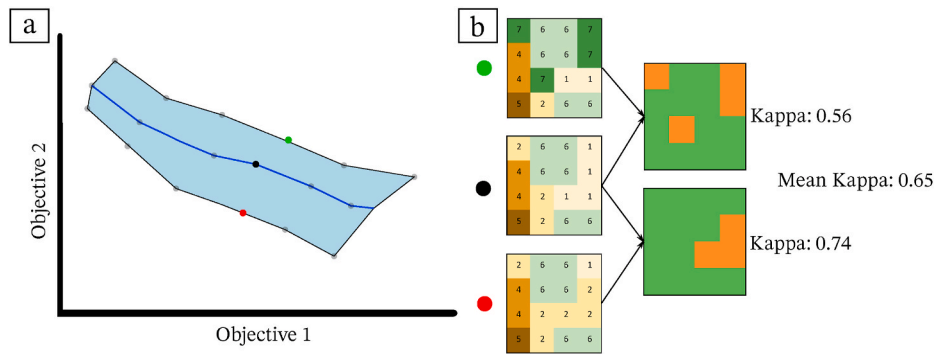 a
Objective 2
Objective 1
b
7 6 6 7
4 6 6 7
4 7 1 1
5 2 6 6
2 6 6 1
4 6 6 1
4 2 1 1
5 2 6 6
2 6 6 1
4 6 6 2
4 2 2 2
5 2 6 6
Kappa: 0.56
Mean Kappa: 0.65
Kappa: 0.74